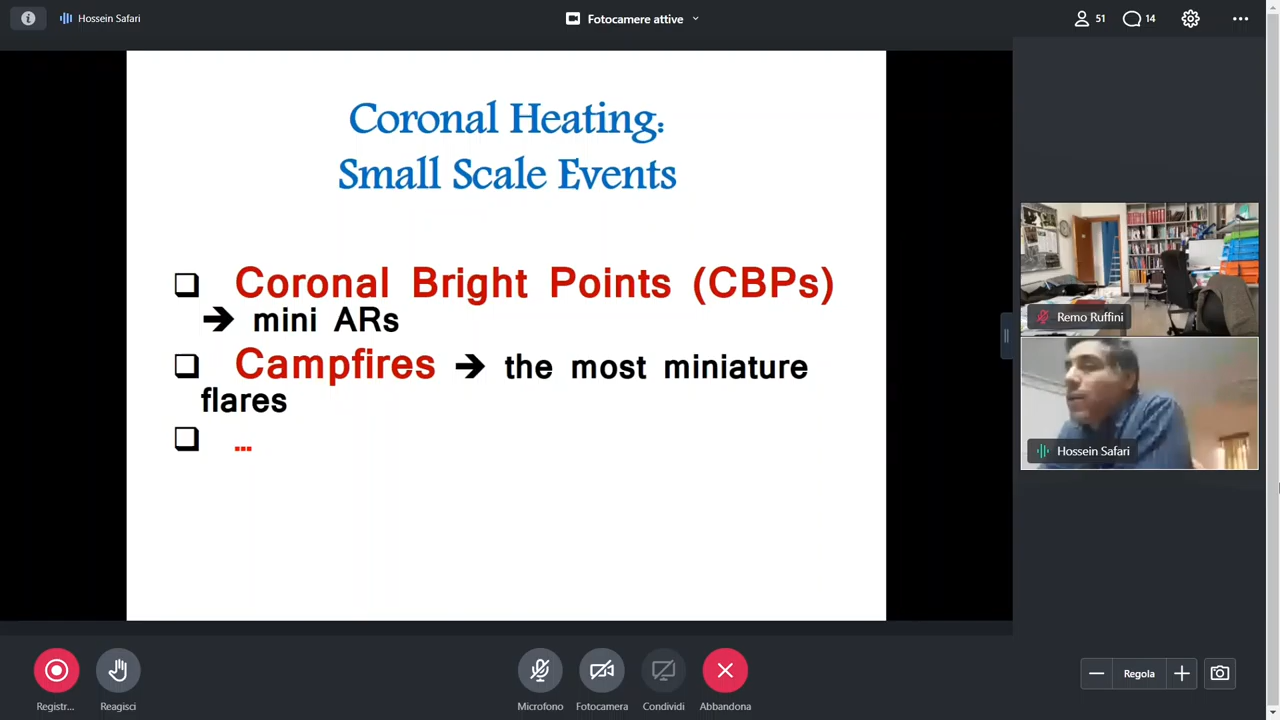 Hossein Safari
Fotocamere attive
51
14
Coronal Heating:
Small Scale Events
Coronal Bright Points (CBPs)
➔ mini ARs
Campfires ➔ the most miniature
flares
...
Remo Ruffini
Hossein Safari
Registr...
Reagisci
Microfono
Fotocamera
Condividi
Abbandona
Regola